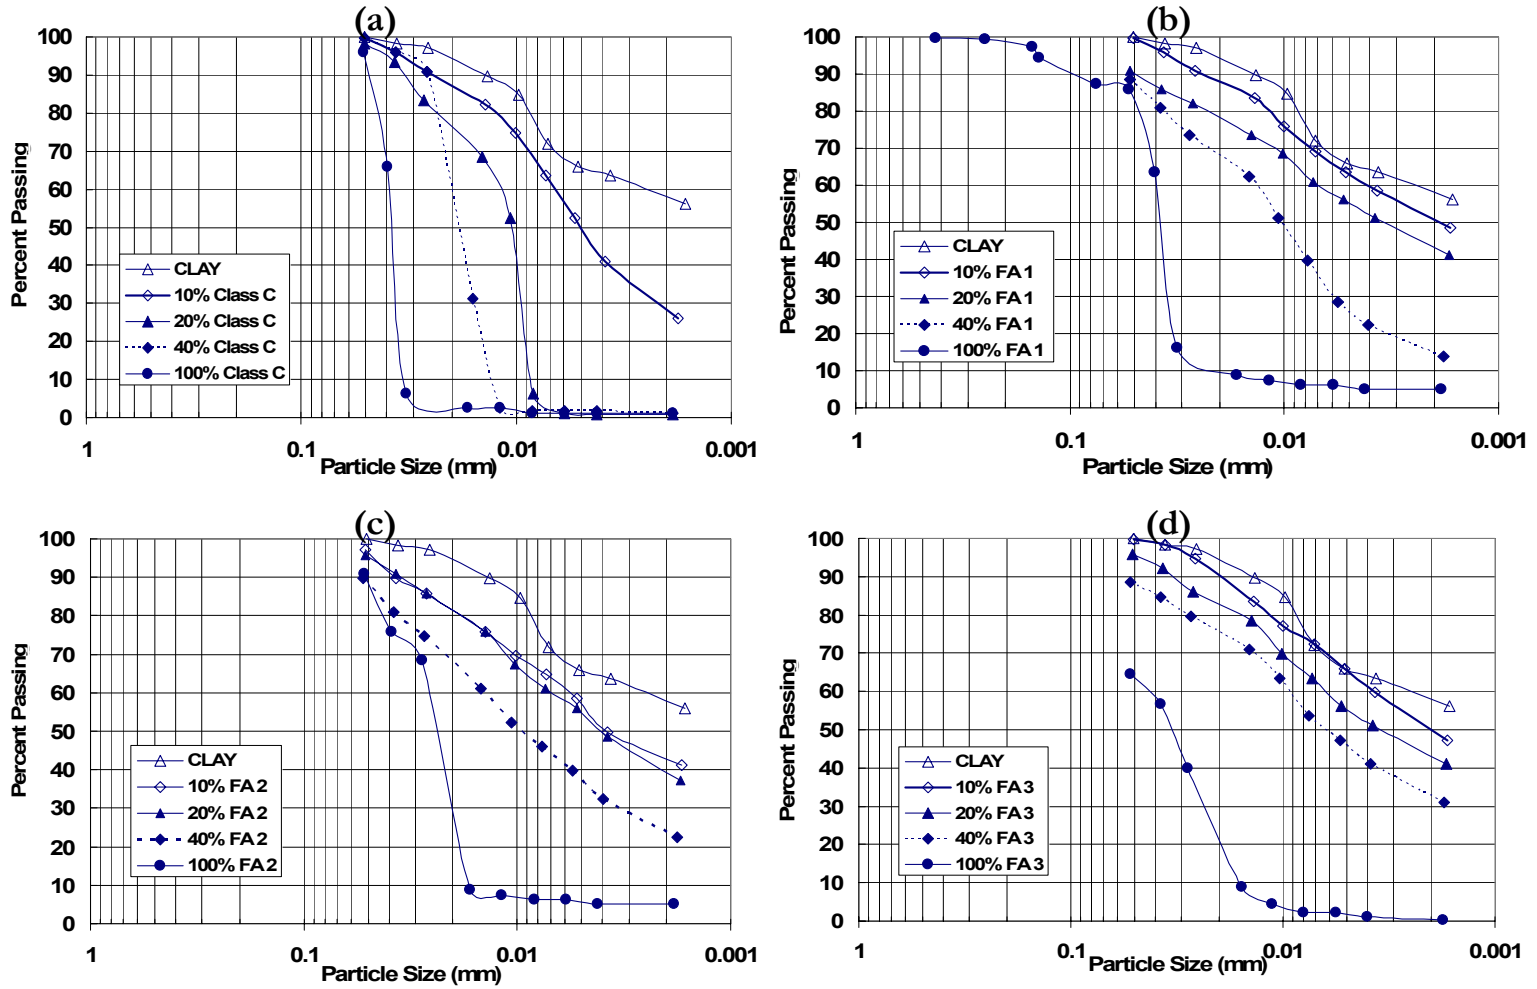 (a)
Percent Passing
100
90
80
70
60
50
40
30
20
10
0
CLAY
10% Class C
20% Class C
40% Class C
100% Class C
1
0.1
0.01
0.001
Particle Size (mm)
(b)
Percent Passing
100
90
80
70
60
50
40
30
20
10
0
CLAY
10% FA1
20% FA1
40% FA1
100% FA1
1
0.1
0.01
0.001
Particle Size (mm)
(c)
Percent Passing
100
90
80
70
60
50
40
30
20
10
0
CLAY
10% FA2
20% FA2
40% FA2
100% FA2
1
0.1
0.01
0.001
Particle Size (mm)
(d)
Percent Passing
100
90
80
70
60
50
40
30
20
10
0
CLAY
10% FA3
20% FA3
40% FA3
100% FA3
1
0.1
0.01
0.001
Particle Size (mm)